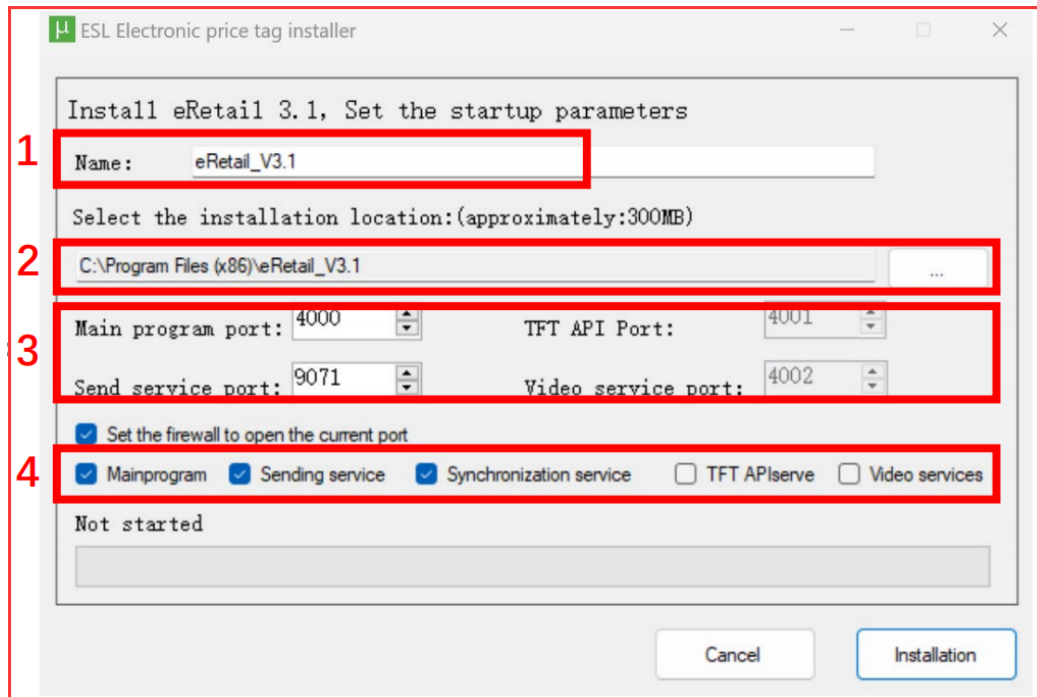 μ ESL Electronic price tag installer
Install eRetail 3.1, Set the startup parameters
1 Name: eRetail_V3.1
Select the installation location:(approximately:300MB)
2 C:\Program Files (x86)\eRetail_V3.1 ...
Main program port: 4000 TFT API Port: 4001
3
Send service port: 9071 Video service port: 4002
Set the firewall to open the current port
4 Mainprogram Sending service Synchronization service TFT APIserve Video services
Not started
Cancel Installation